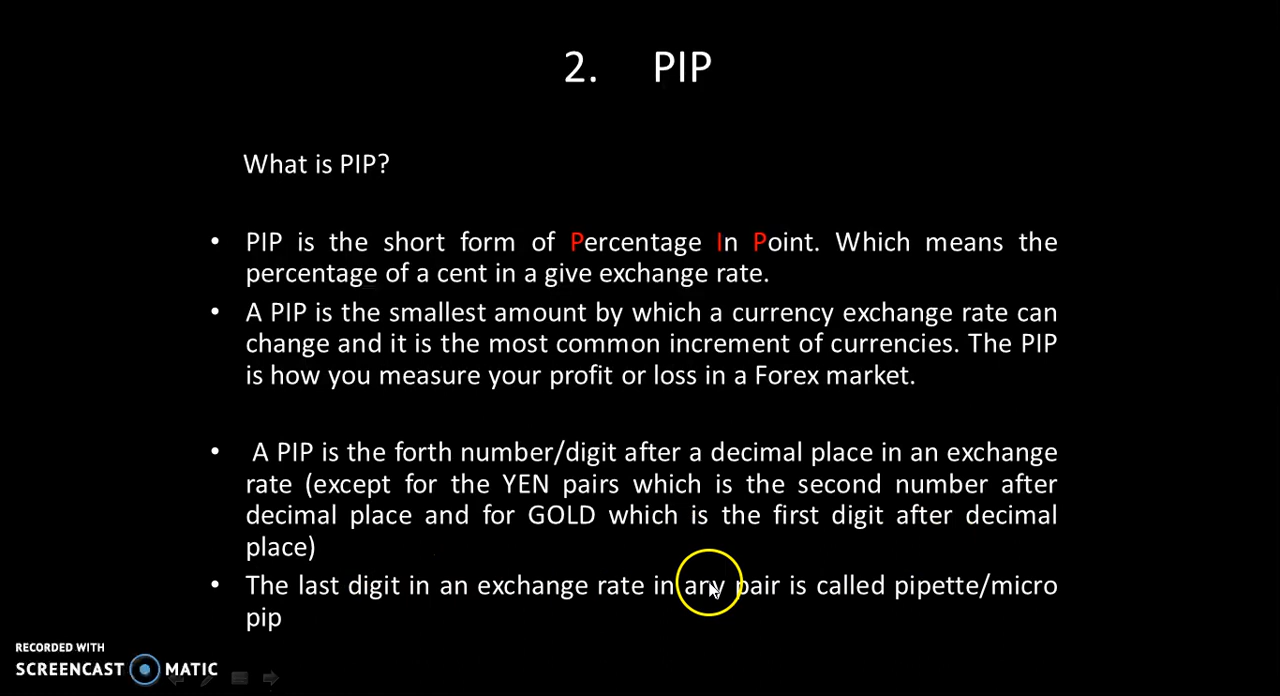 2. PIP
What is PIP?
• PIP is the short form of Percentage In Point. Which means the
percentage of a cent in a give exchange rate.
• A PIP is the smallest amount by which a currency exchange rate can
change and it is the most common increment of currencies. The PIP
is how you measure your profit or loss in a Forex market.
• A PIP is the forth number/digit after a decimal place in an exchange
rate (except for the YEN pairs which is the second number after
decimal place and for GOLD which is the first digit after decimal
place)
• The last digit in an exchange rate in any pair is called pipette/micro
pip
RECORDED WITH
SCREENCAST MATIC